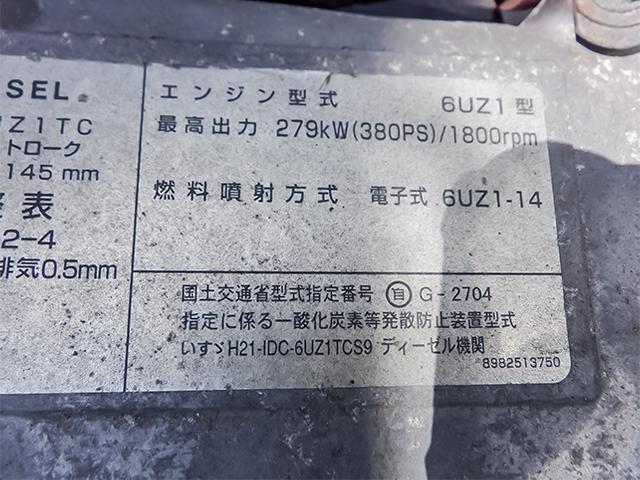 SEL
Z1TC
トローク
145 mm
整表
2-4
排気0.5mm
エンジン型式 6UZ1型
最高出力 279kW(380PS)/1800rpm
燃料噴射方式 電子式 6UZ1-14
国土交通省型式指定番号 自 G-2704
指定に係る一酸化炭素等発散防止装置型式
いすゞH21-IDC-6UZ1TCS9 ディーゼル機関
8982513750